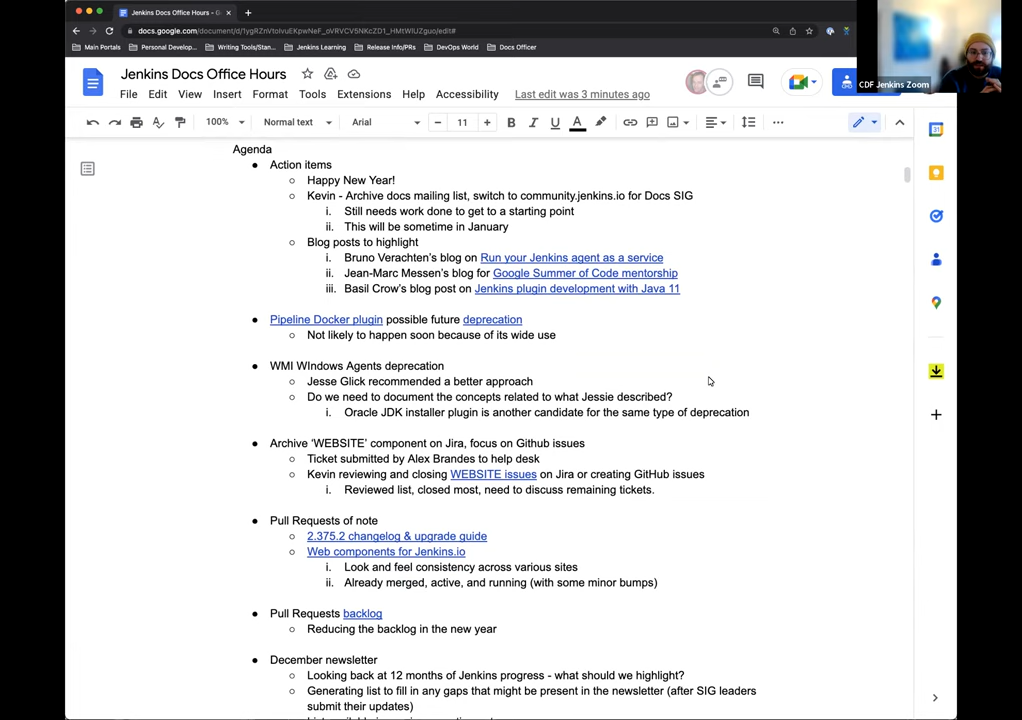 Jenkins Docs Office Hours - G
docs.google.com/document/d/1ygRZnVtoIvuEKpwNeF_oVRVCV5NKcZD1_HMtWlUZguo/edit#
Main Portals Personal Develop... Writing Tools/Stan... Jenkins Learning Release Info/PRs DevOps World Docs Officer
CDF Jenkins Zoom
Jenkins Docs Office Hours
File Edit View Insert Format Tools Extensions Help Accessibility Last edit was 3 minutes ago
100% Normal text Arial 11 B I U A
Agenda
● Action items
○ Happy New Year!
○ Kevin - Archive docs mailing list, switch to community.jenkins.io for Docs SIG
i. Still needs work done to get to a starting point
ii. This will be sometime in January
○ Blog posts to highlight
i. Bruno Verachten's blog on Run your Jenkins agent as a service
ii. Jean-Marc Messen's blog for Google Summer of Code mentorship
iii. Basil Crow's blog post on Jenkins plugin development with Java 11
● Pipeline Docker plugin possible future deprecation
○ Not likely to happen soon because of its wide use
● WMI WIndows Agents deprecation
○ Jesse Glick recommended a better approach
○ Do we need to document the concepts related to what Jessie described?
i. Oracle JDK installer plugin is another candidate for the same type of deprecation
● Archive 'WEBSITE' component on Jira, focus on Github issues
○ Ticket submitted by Alex Brandes to help desk
○ Kevin reviewing and closing WEBSITE issues on Jira or creating GitHub issues
i. Reviewed list, closed most, need to discuss remaining tickets.
● Pull Requests of note
○ 2.375.2 changelog & upgrade guide
○ Web components for Jenkins.io
i. Look and feel consistency across various sites
ii. Already merged, active, and running (with some minor bumps)
● Pull Requests backlog
○ Reducing the backlog in the new year
● December newsletter
○ Looking back at 12 months of Jenkins progress - what should we highlight?
○ Generating list to fill in any gaps that might be present in the newsletter (after SIG leaders
submit their updates)